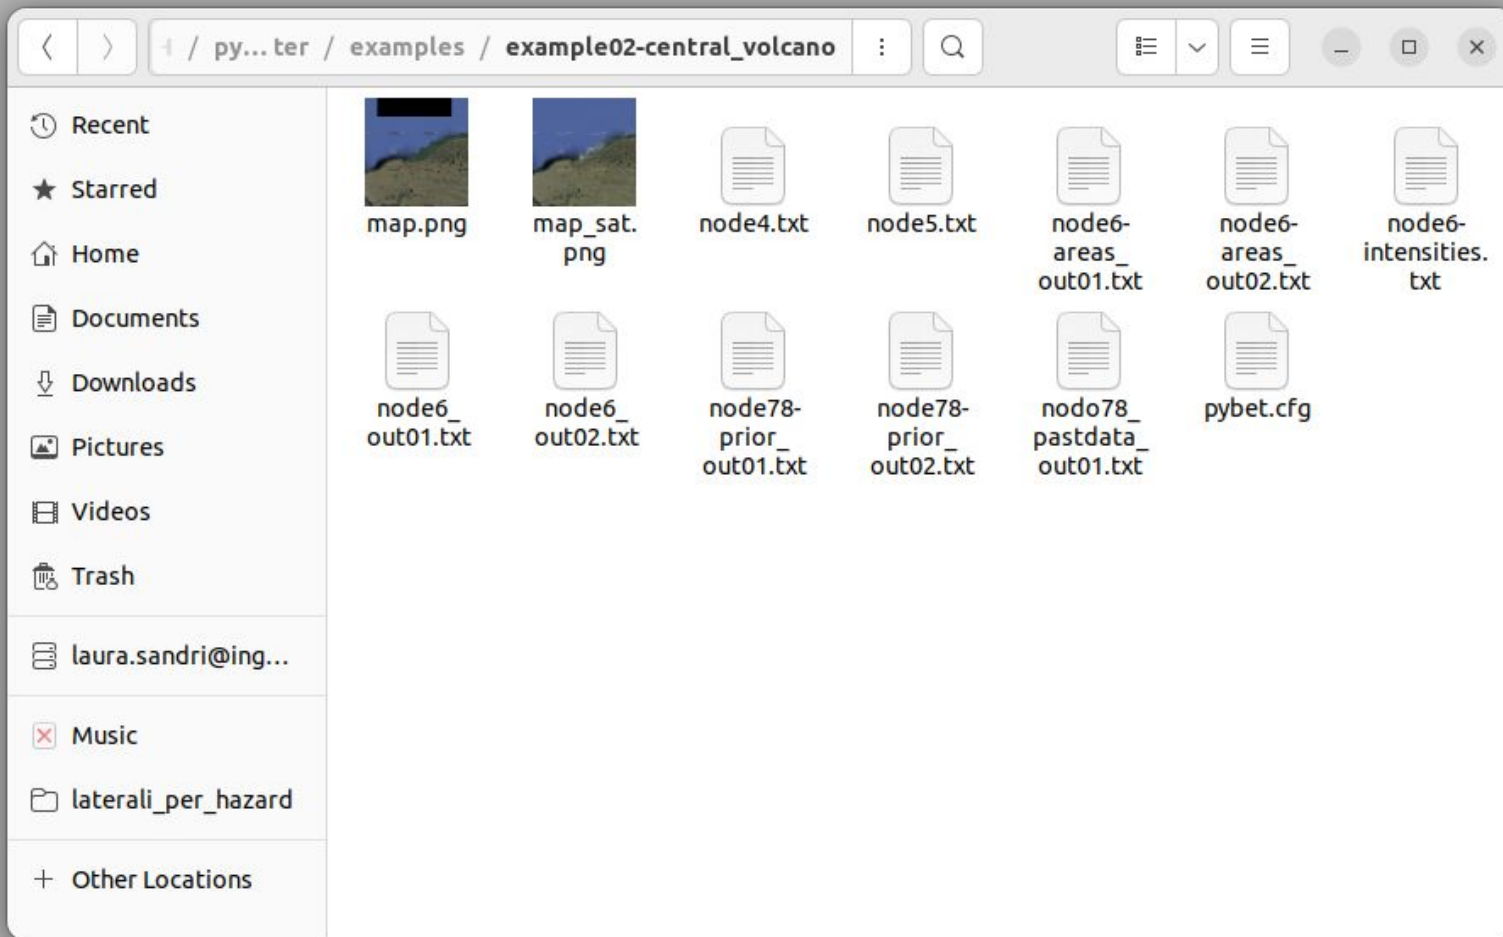 / py... ter / examples / example02-central_volcano
Recent
Starred
Home
Documents
Downloads
Pictures
Videos
Trash
laura.sandri@ing...
Music
laterali_per_hazard
Other Locations
map.png
map_sat.
png
node4.txt
node5.txt
node6-
areas_
out01.txt
node6-
areas_
out02.txt
node6-
intensities.
txt
node6_
out01.txt
node6_
out02.txt
node78-
prior_
out01.txt
node78-
prior_
out02.txt
nodo78_
pastdata_
out01.txt
pybet.cfg